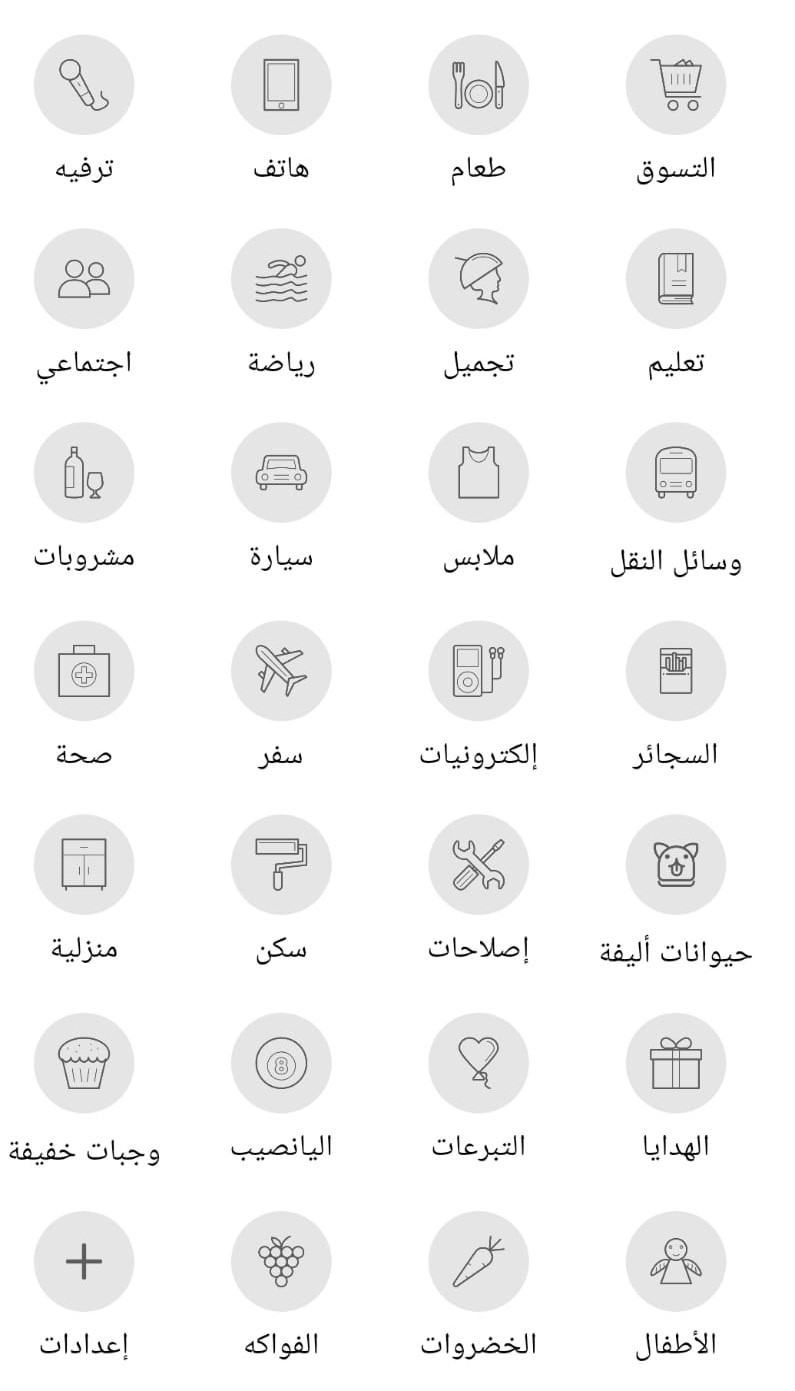 التسوق
طعام
هاتف
ترفيه
تعليم
تجميل
رياضة
اجتماعي
وسائل النقل
ملابس
سيارة
مشروبات
السجائر
إلكترونيات
سفر
صحة
حيوانات أليفة
إصلاحات
سكن
منزلية
الهدايا
التبرعات
8
اليانصيب
وجبات خفيفة
الأطفال
الخضروات
الفواكه
إعدادات